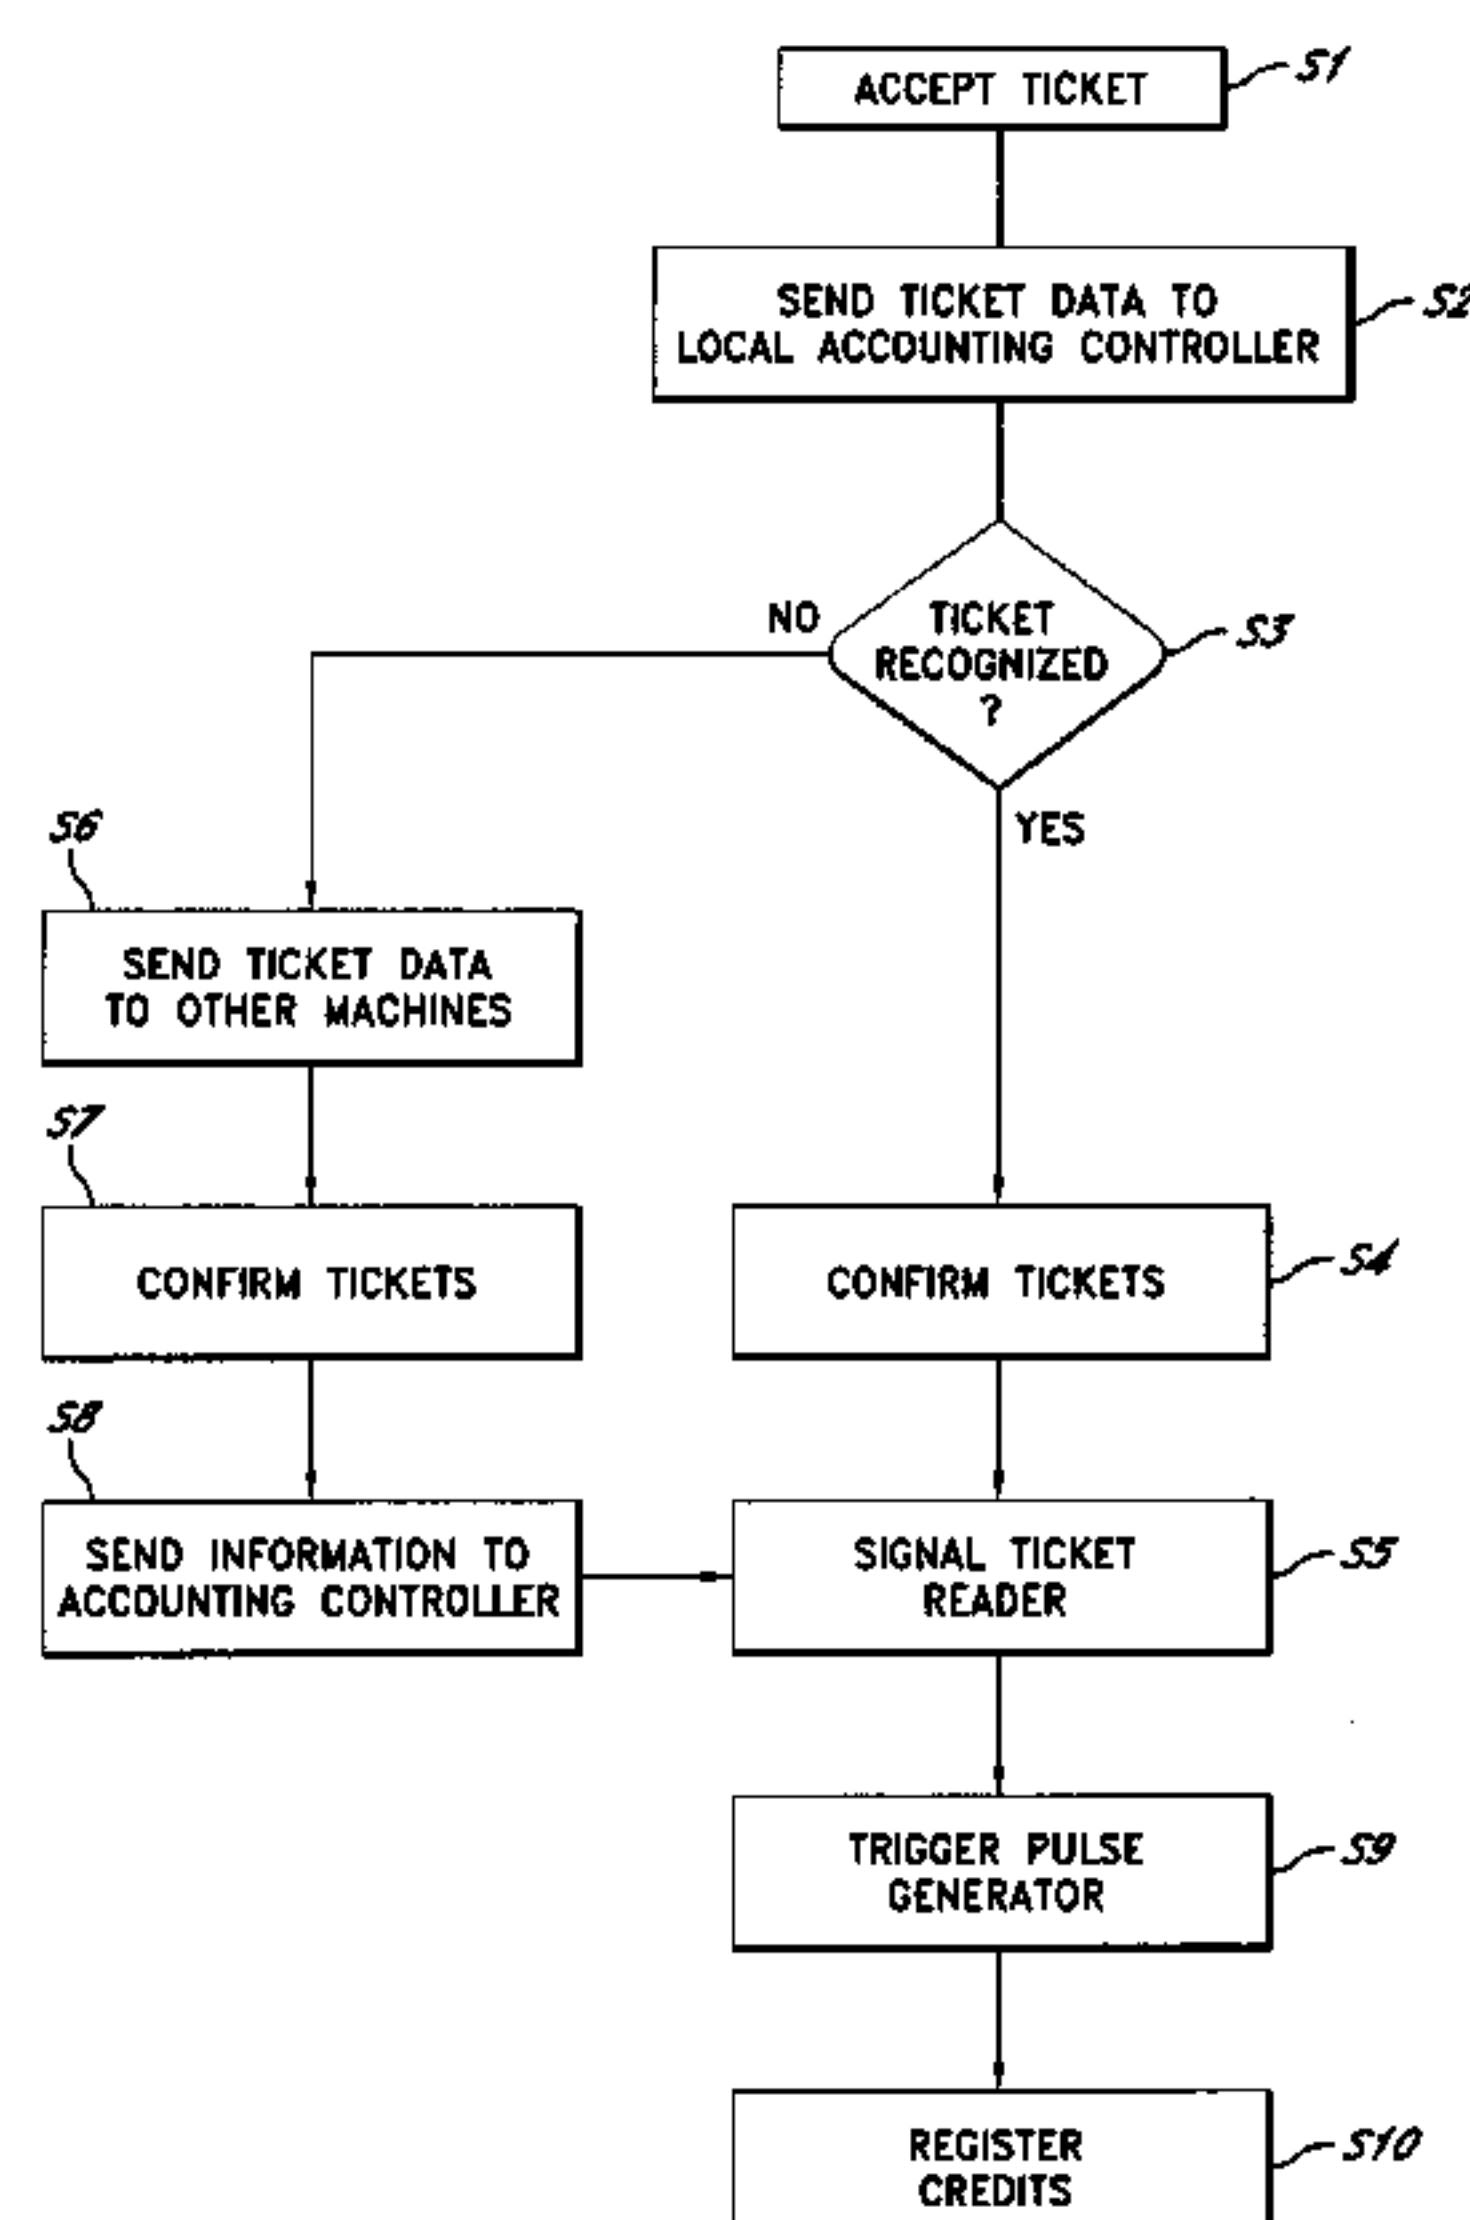 ACCEPT TICKET
S1
SEND TICKET DATA TO
LOCAL ACCOUNTING CONTROLLER
S2
TICKET
RECOGNIZED
?
S3
NO
YES
S6
SEND TICKET DATA
TO OTHER MACHINES
S7
CONFIRM TICKETS
CONFIRM TICKETS
S4
S8
SEND INFORMATION TO
ACCOUNTING CONTROLLER
SIGNAL TICKET
READER
S5
TRIGGER PULSE
GENERATOR
S9
REGISTER
CREDITS
S10